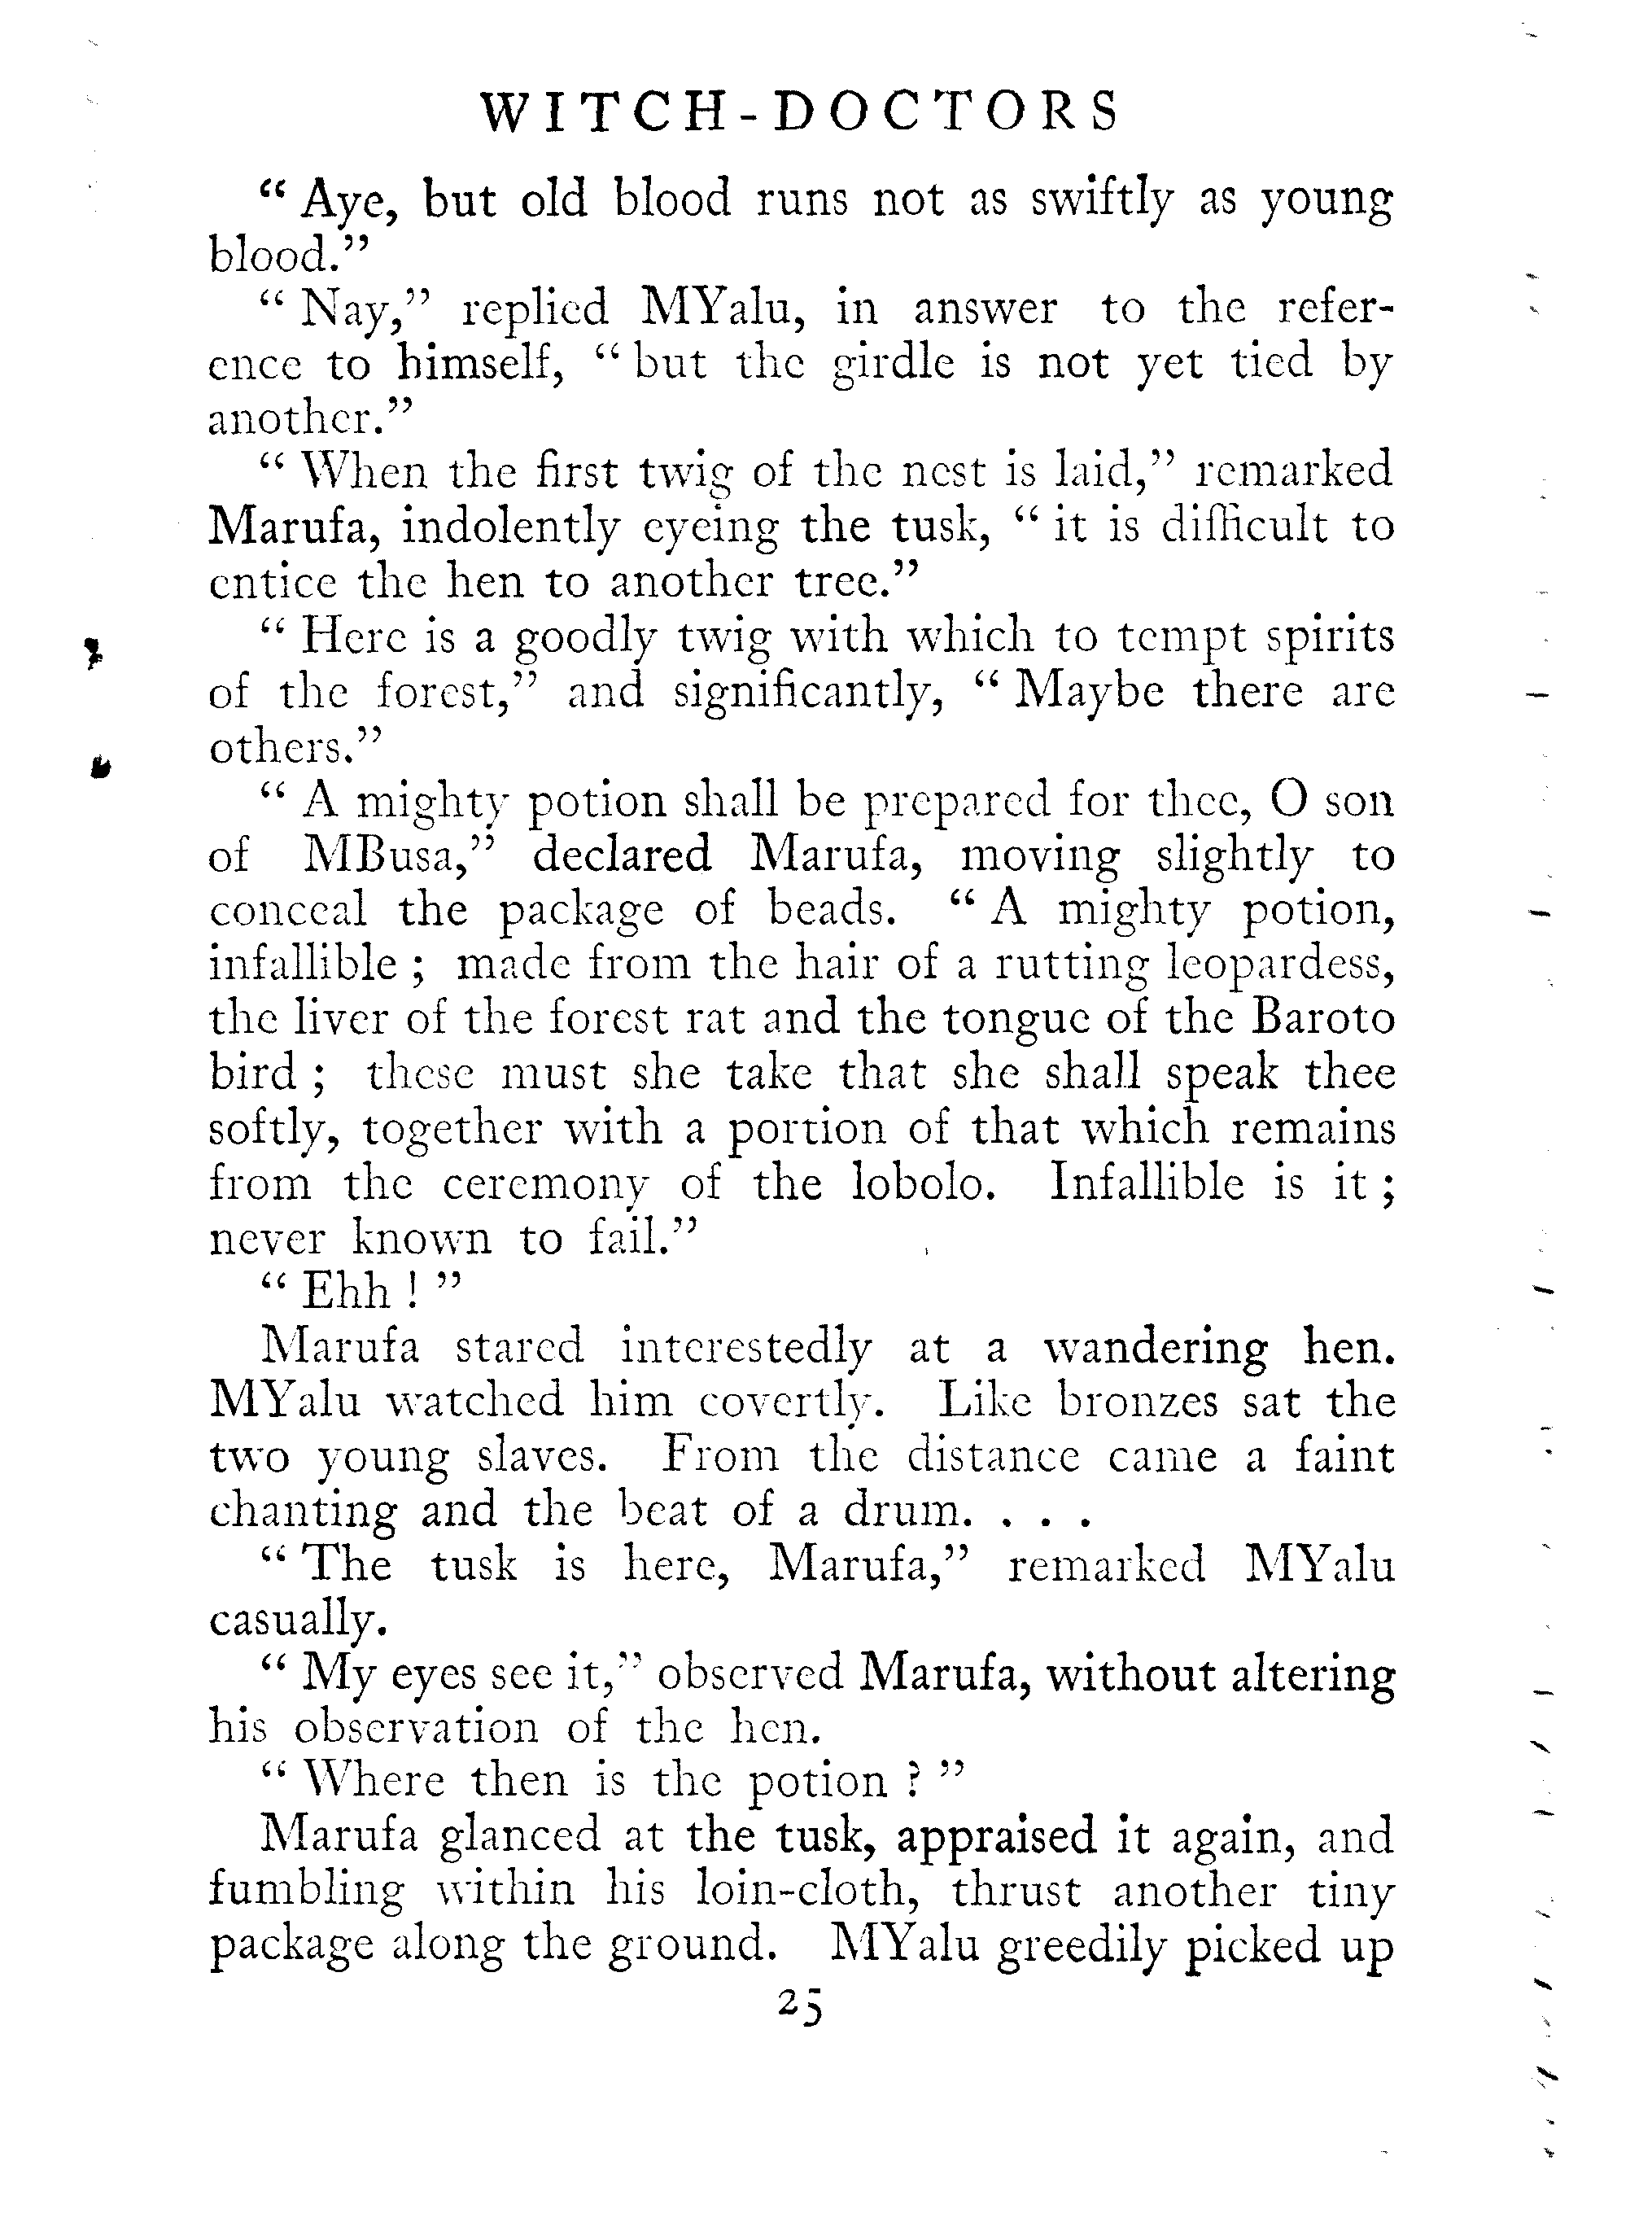 WITCH-DOCTORS
“ Aye, but old blood runs not as swiftly as young
blood.”
“ Nay,” replied MYalu, in answer to the refer-
ence to himself, “ but the girdle is not yet tied by
another.”
“ When the first twig of the nest is laid,” remarked
Marufa, indolently eyeing the tusk, “ it is difficult to
entice the hen to another tree.”
“ Here is a goodly twig with which to tempt spirits
of the forest,” and significantly, “ Maybe there are
others.”
“ A mighty potion shall be prepared for thee, O son
of MBusa,” declared Marufa, moving slightly to
conceal the package of beads. “ A mighty potion,
infallible ; made from the hair of a rutting leopardess,
the liver of the forest rat and the tongue of the Baroto
bird ; these must she take that she shall speak thee
softly, together with a portion of that which remains
from the ceremony of the lobolo. Infallible is it ;
never known to fail.”
“ Ehh ! ”
Marufa stared interestedly at a wandering hen.
MYalu watched him covertly. Like bronzes sat the
two young slaves. From the distance came a faint
chanting and the beat of a drum. . . .
“ The tusk is here, Marufa,” remarked MYalu
casually.
“ My eyes see it,” observed Marufa, without altering
his observation of the hen.
“ Where then is the potion ? ”
Marufa glanced at the tusk, appraised it again, and
fumbling within his loin-cloth, thrust another tiny
package along the ground. MYalu greedily picked up
25